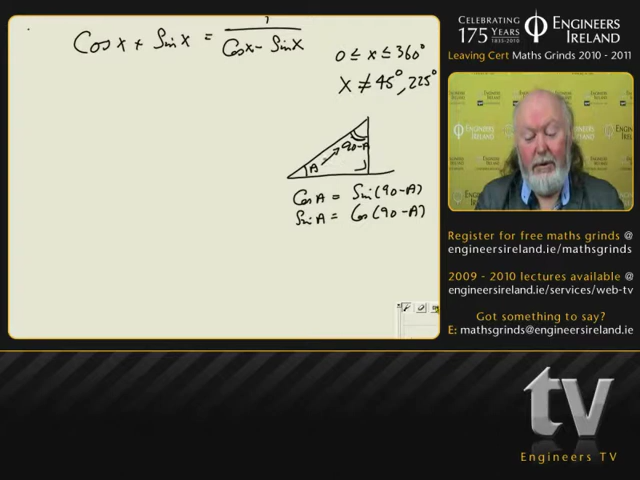 Cos x + Sin x = 1 / (Cos x - Sin x)
0 ≤ x ≤ 360°
x ≠ 45°, 225°
A
90-A
Cos A = Sin(90-A)
Sin A = Cos(90-A)
CELEBRATING
175 YEARS
1835-2010
ENGINEERS
IRELAND
Leaving Cert Maths Grinds 2010 - 2011
Register for free maths grinds @
engineersireland.ie/mathsgrinds
2009 - 2010 lectures available @
engineersireland.ie/services/web-tv
Got something to say?
E: mathsgrinds@engineersireland.ie
tv
Engineers TV